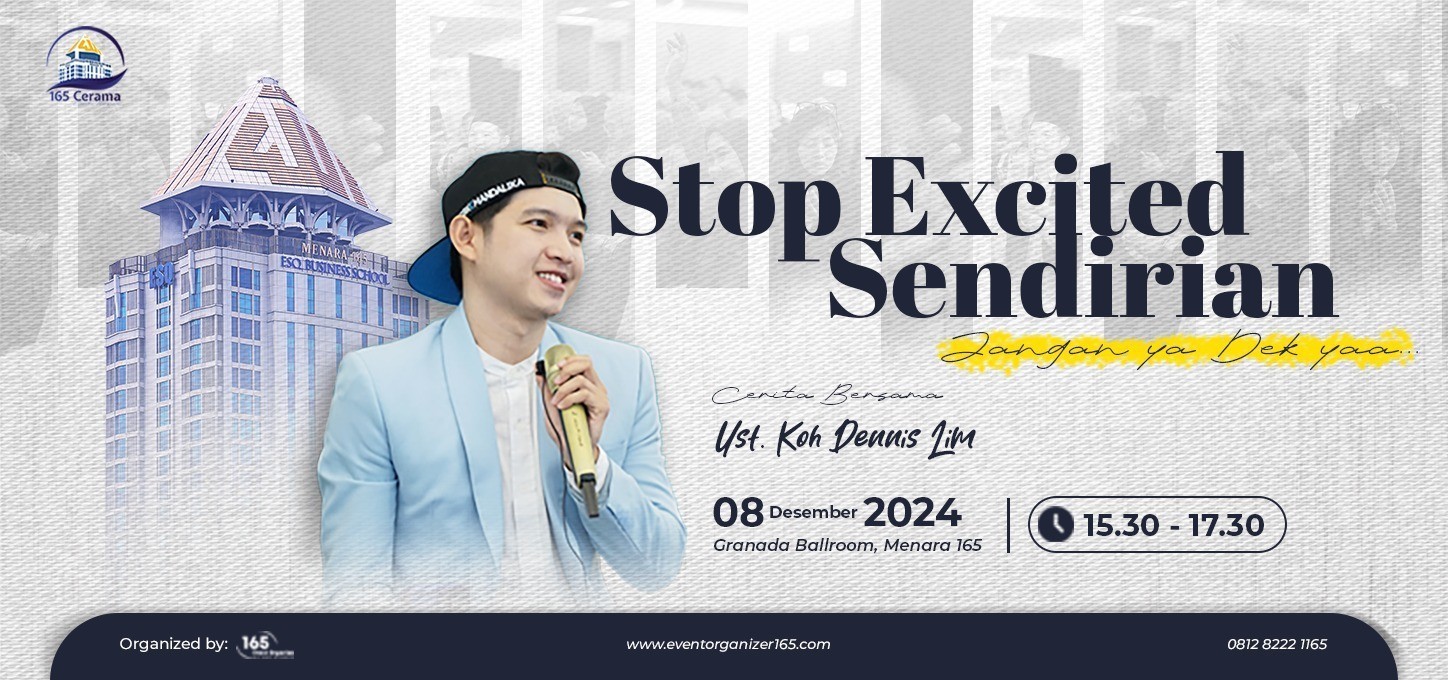 165 Cerama
MANDALIKA
MENARA 165
ESQ
ESQ BUSINESS SCHOOL
Stop Excited
Sendirian
Jangan ya Dek yaa...
Cerita Bersama
Ust. Koh Dennis Lim
08 Desember 2024
Granada Ballroom, Menara 165
15.30 - 17.30
Organized by: 165
www.eventorganizer165.com
0812 8222 1165